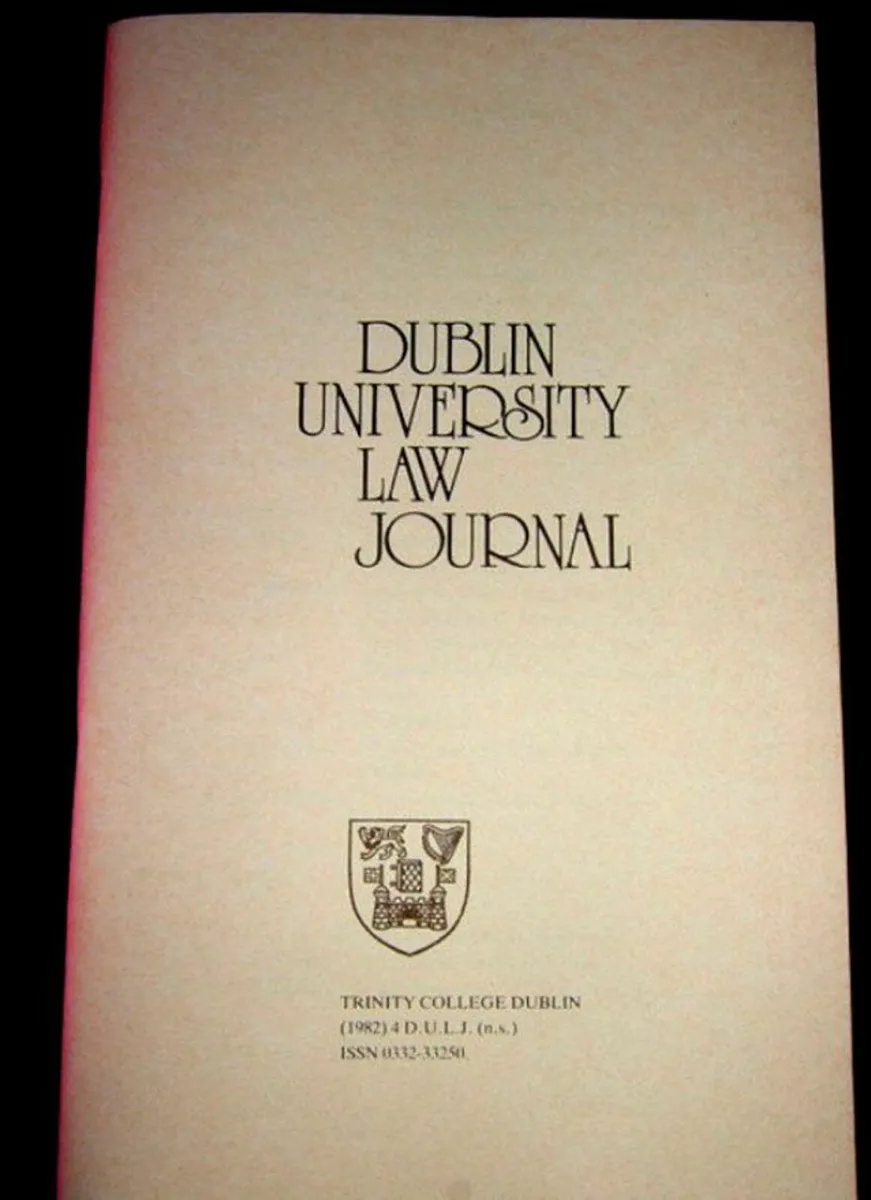 DUBLIN
UNIVERSITY
LAW
JOURNAL
TRINITY COLLEGE DUBLIN
(1982) 4 D.U.L.J. (n.s.)
ISSN 0332-33250